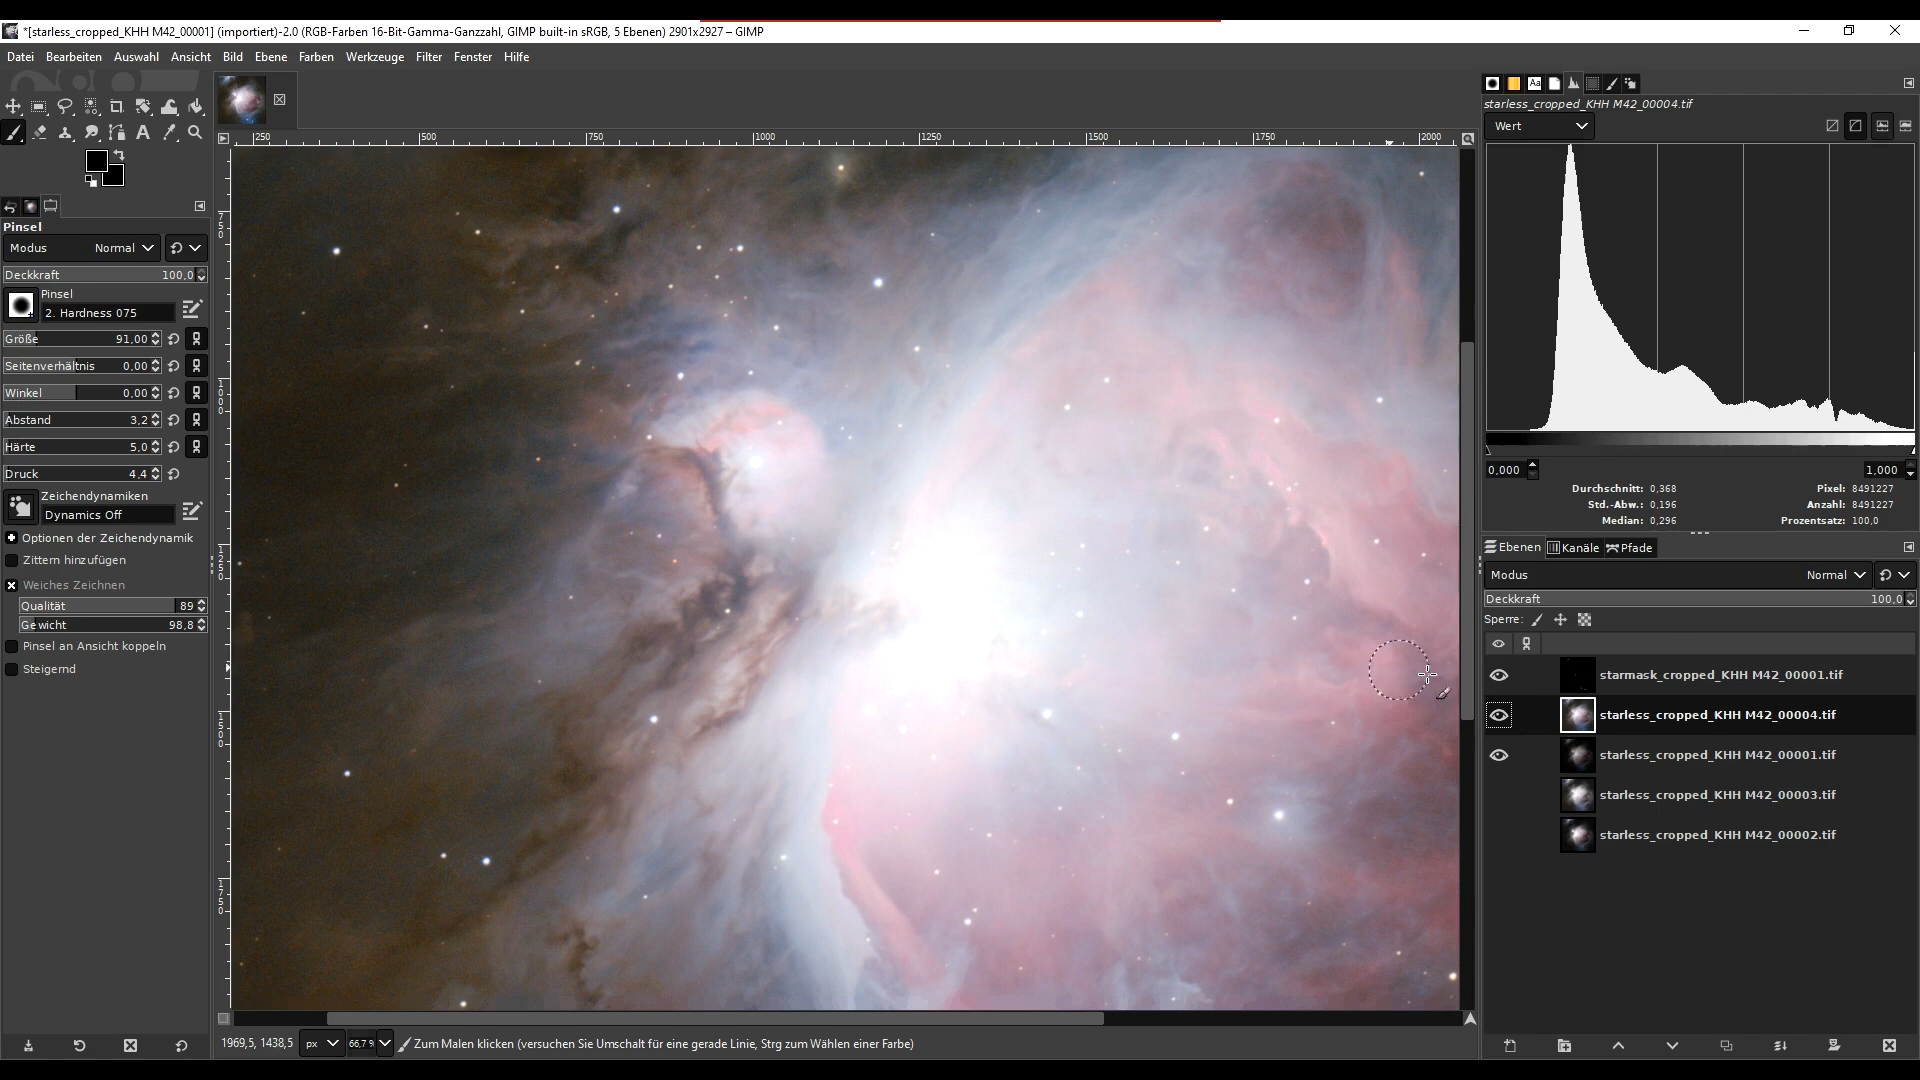 *[starless_cropped_KHH M42_00001] (importiert)-2.0 (RGB-Farben 16-Bit-Gamma-Ganzzahl, GIMP built-in sRGB, 5 Ebenen) 2901x2927 – GIMP
Datei Bearbeiten Auswahl Ansicht Bild Ebene Farben Werkzeuge Filter Fenster Hilfe
Pinsel
Modus Normal
Deckkraft 100,0
Pinsel
2. Hardness 075
Größe 91,00
Seitenverhältnis 0,00
Winkel 0,00
Abstand 3,2
Härte 5,0
Druck 4,4
Zeichendynamiken
Dynamics Off
Optionen der Zeichendynamik
Zittern hinzufügen
Weiches Zeichnen
Qualität 89
Gewicht 98,8
Pinsel an Ansicht koppeln
Steigernd
250 500 750 1000 1250 1500 1750 2000
750
1000
1250
1500
1750
1969,5, 1438,5 px 66,7 % Zum Malen klicken (versuchen Sie Umschalt für eine gerade Linie, Strg zum Wählen einer Farbe)
Aa
starless_cropped_KHH M42_00004.tif
Wert
0,000 1,000
Durchschnitt: 0,368 Pixel: 8491227
Std.-Abw.: 0,196 Anzahl: 8491227
Median: 0,296 Prozentsatz: 100,0
Ebenen Kanäle Pfade
Modus Normal
Deckkraft 100,0
Sperre:
starmask_cropped_KHH M42_00001.tif
starless_cropped_KHH M42_00004.tif
starless_cropped_KHH M42_00001.tif
starless_cropped_KHH M42_00003.tif
starless_cropped_KHH M42_00002.tif